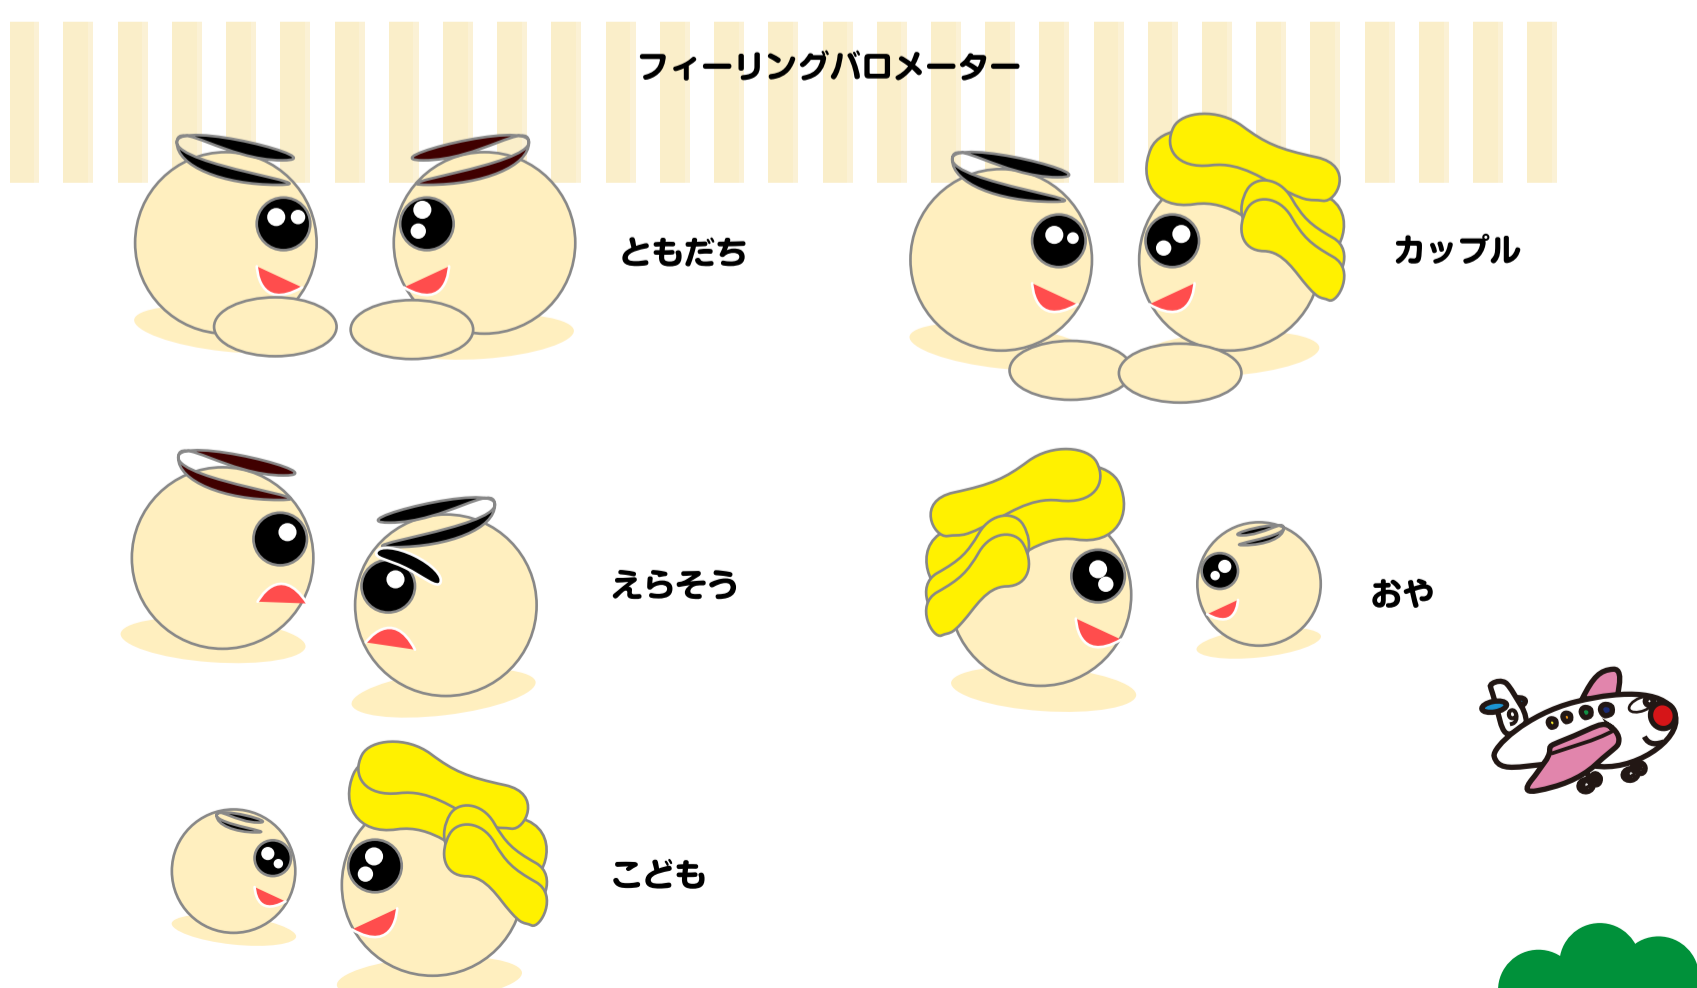 フィーリングバロメーター
ともだち
カップル
えらそう
おや
9
こども